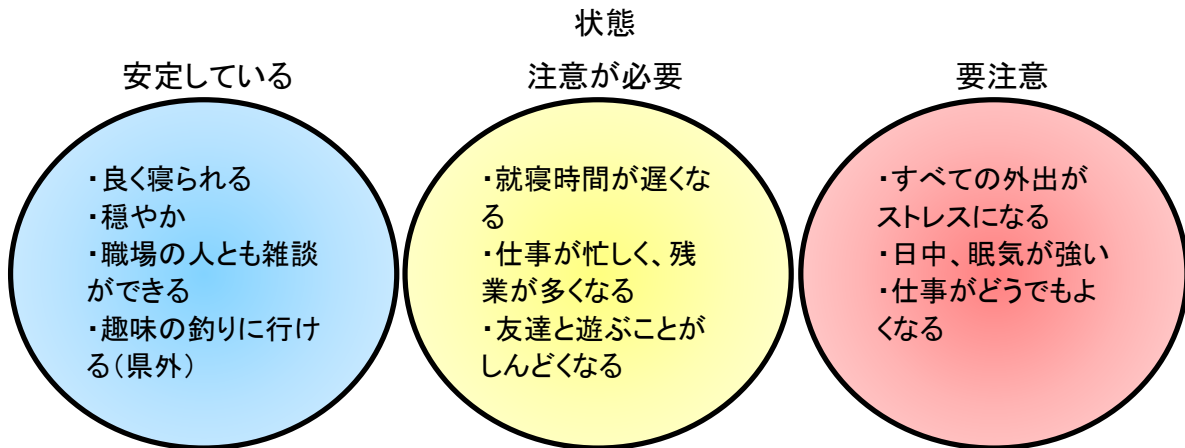 状態
安定している
注意が必要
要注意
・良く寝られる
・穏やか
・職場の人とも雑談
ができる
・趣味の釣りに行け
る(県外)
・就寝時間が遅くな
る
・仕事が忙しく、残
業が多くなる
・友達と遊ぶことが
しんどくなる
・すべての外出が
ストレスになる
・日中、眠気が強い
・仕事がどうでもよ
くなる